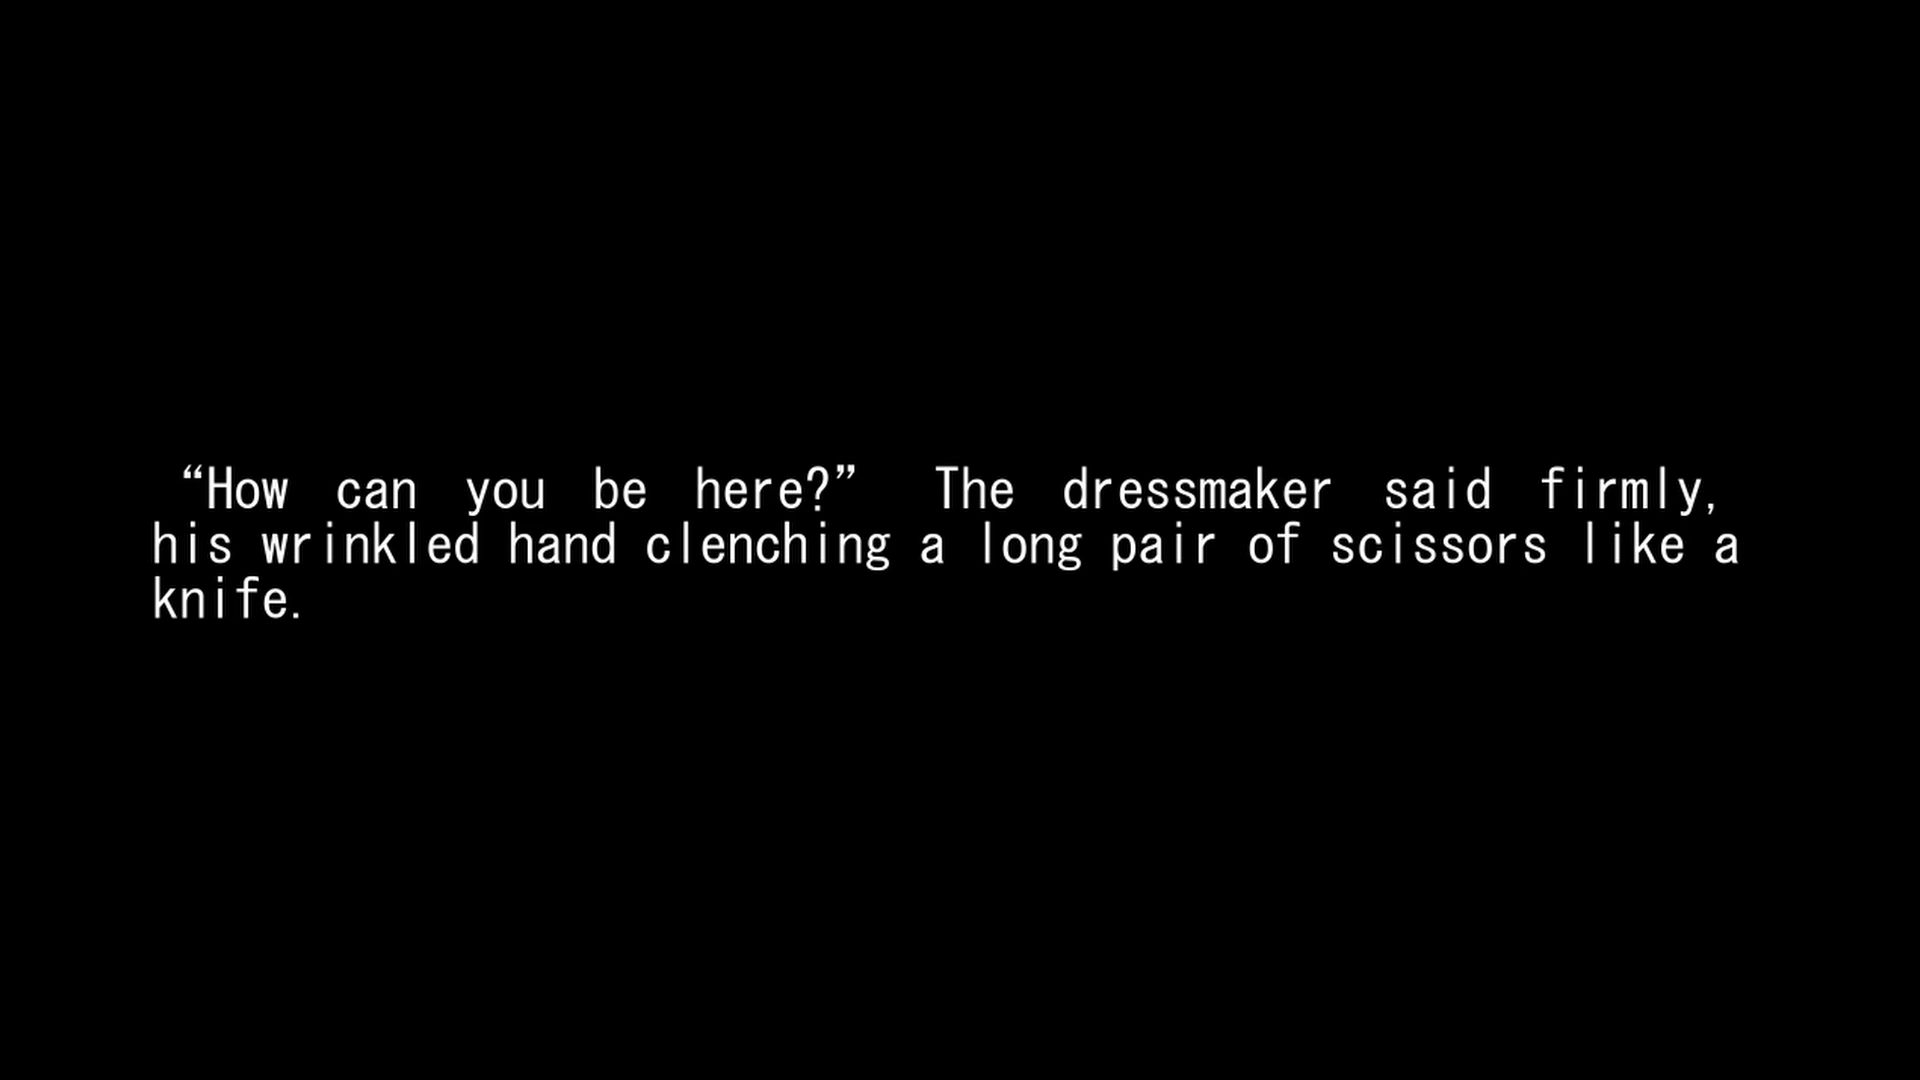 “How can you be here?” The dressmaker said firmly,
his wrinkled hand clenching a long pair of scissors like a
knife.